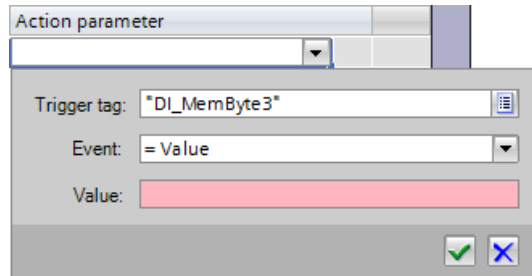 Action parameter
Trigger tag: "DI_MemByte3"
Event: = Value
Value: